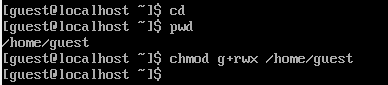 [guest@localhost ~]$ cd
[guest@localhost ~]$ pwd
/home/guest
[guest@localhost ~]$ chmod g+rwx /home/guest
[guest@localhost ~]$